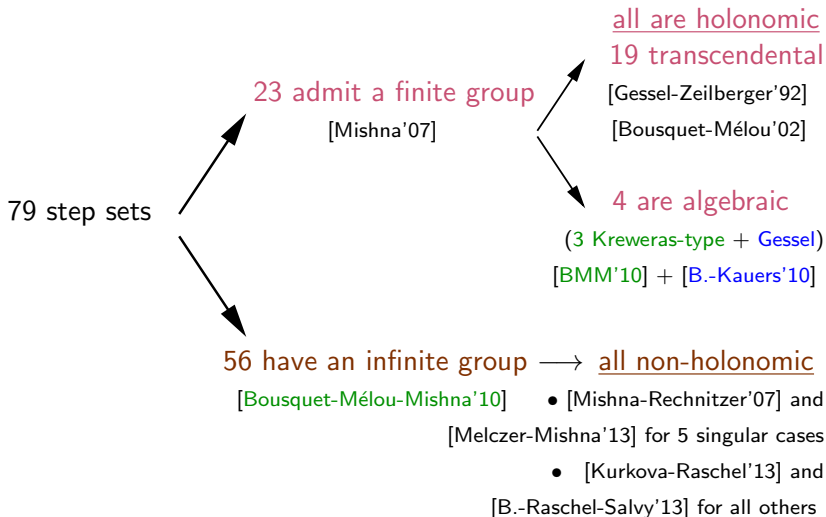 all are holonomic
19 transcendental
23 admit a finite group
[Gessel-Zeilberger’92]
[Mishna’07]
[Bousquet-Mélou’02]
79 step sets
4 are algebraic
(3 Kreweras-type + Gessel)
[BMM’10] + [B.-Kauers’10]
56 have an infinite group ⟶ all non-holonomic
[Bousquet-Mélou-Mishna’10] • [Mishna-Rechnitzer’07] and
[Melczer-Mishna’13] for 5 singular cases
• [Kurkova-Raschel’13] and
[B.-Raschel-Salvy’13] for all others